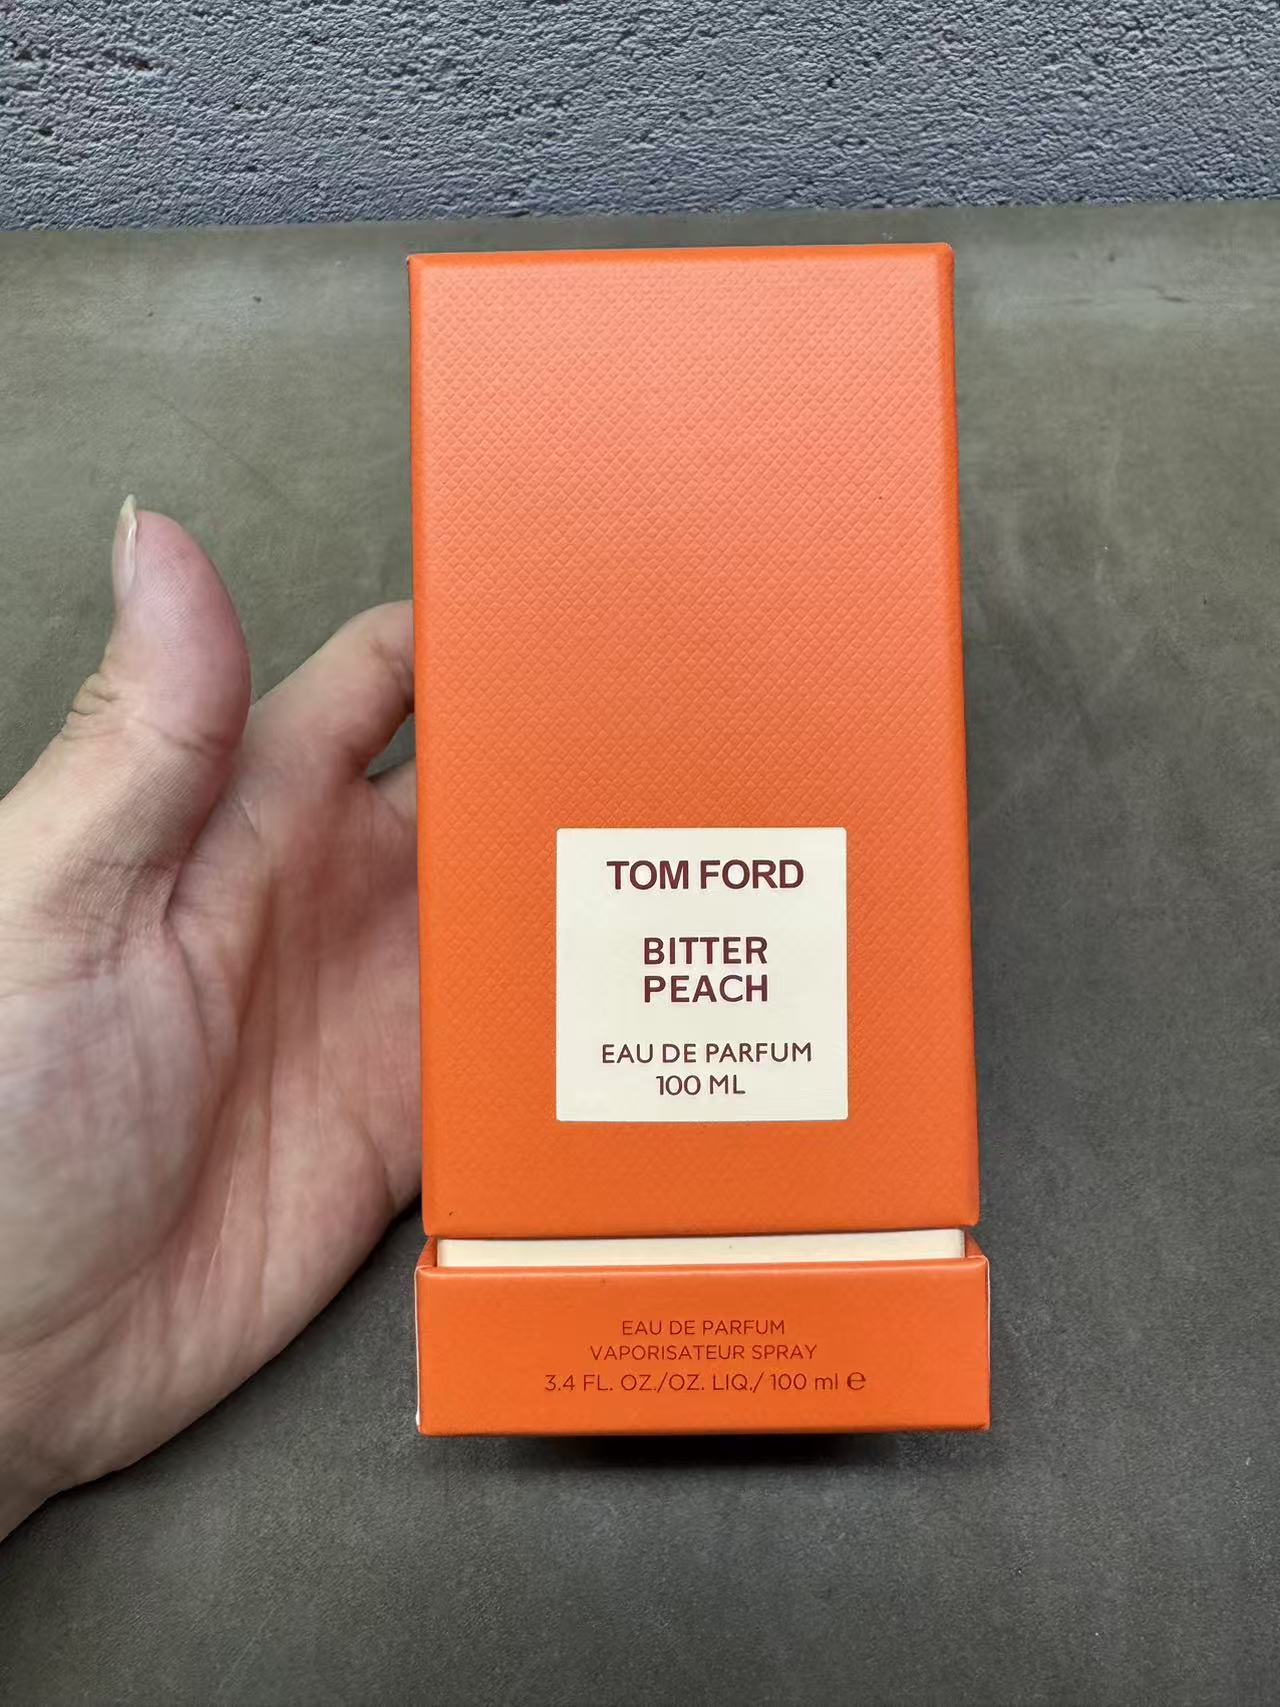 TOM FORD
BITTER
PEACH
EAU DE PARFUM
100 ML
EAU DE PARFUM
VAPORISATEUR SPRAY
3.4 FL. OZ./OZ. LIQ./ 100 ml ℮